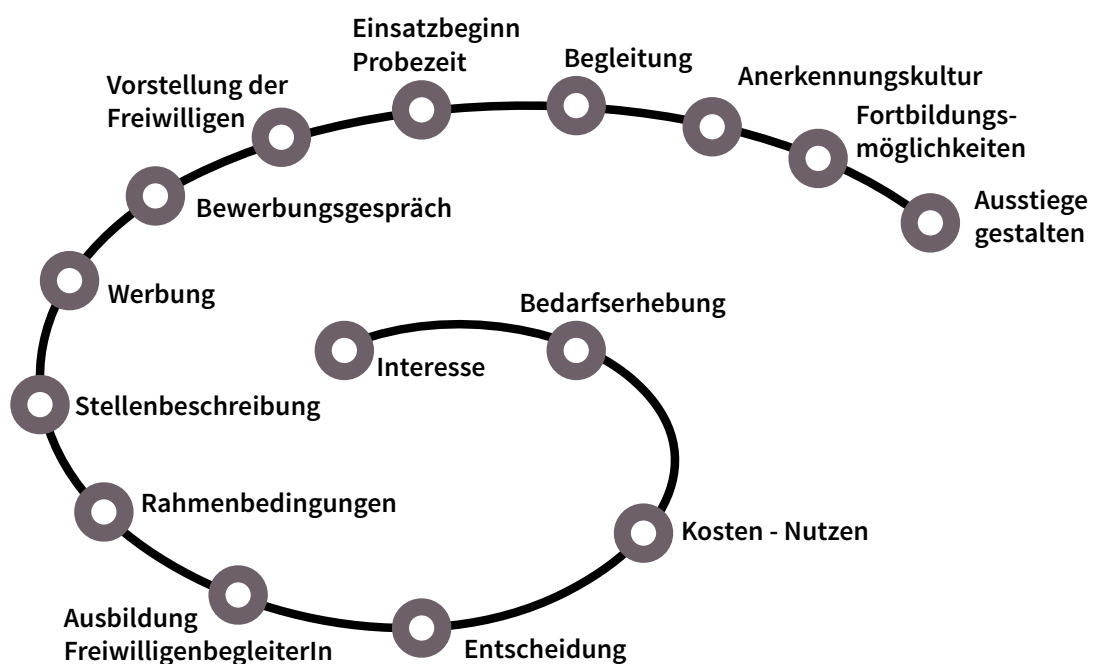 Einsatzbeginn
Probezeit
Begleitung
Anerkennungskultur
Vorstellung der
Freiwilligen
Fortbildungs-
möglichkeiten
Ausstiege
gestalten
Bewerbungsgespräch
Werbung
Bedarfserhebung
Interesse
Stellenbeschreibung
Rahmenbedingungen
Kosten - Nutzen
Ausbildung
FreiwilligenbegleiterIn
Entscheidung